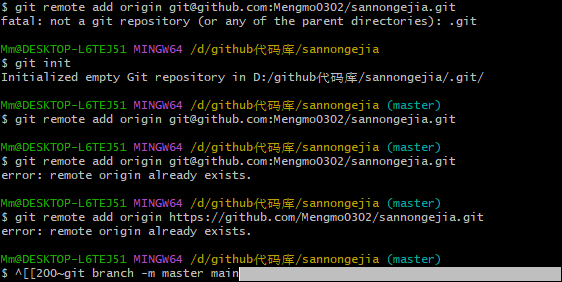 $ git remote add origin git@github.com:Mengmo0302/sannongejia.git
fatal: not a git repository (or any of the parent directories): .git
Mm@DESKTOP-L6TEJ51 MINGW64 /d/github代码库/sannongejia
$ git init
Initialized empty Git repository in D:/github代码库/sannongejia/.git/
Mm@DESKTOP-L6TEJ51 MINGW64 /d/github代码库/sannongejia (master)
$ git remote add origin git@github.com:Mengmo0302/sannongejia.git
Mm@DESKTOP-L6TEJ51 MINGW64 /d/github代码库/sannongejia (master)
$ git remote add origin git@github.com:Mengmo0302/sannongejia.git
error: remote origin already exists.
Mm@DESKTOP-L6TEJ51 MINGW64 /d/github代码库/sannongejia (master)
$ git remote add origin https://github.com/Mengmo0302/sannongejia.git
error: remote origin already exists.
Mm@DESKTOP-L6TEJ51 MINGW64 /d/github代码库/sannongejia (master)
$ ^[[200~git branch -m master main